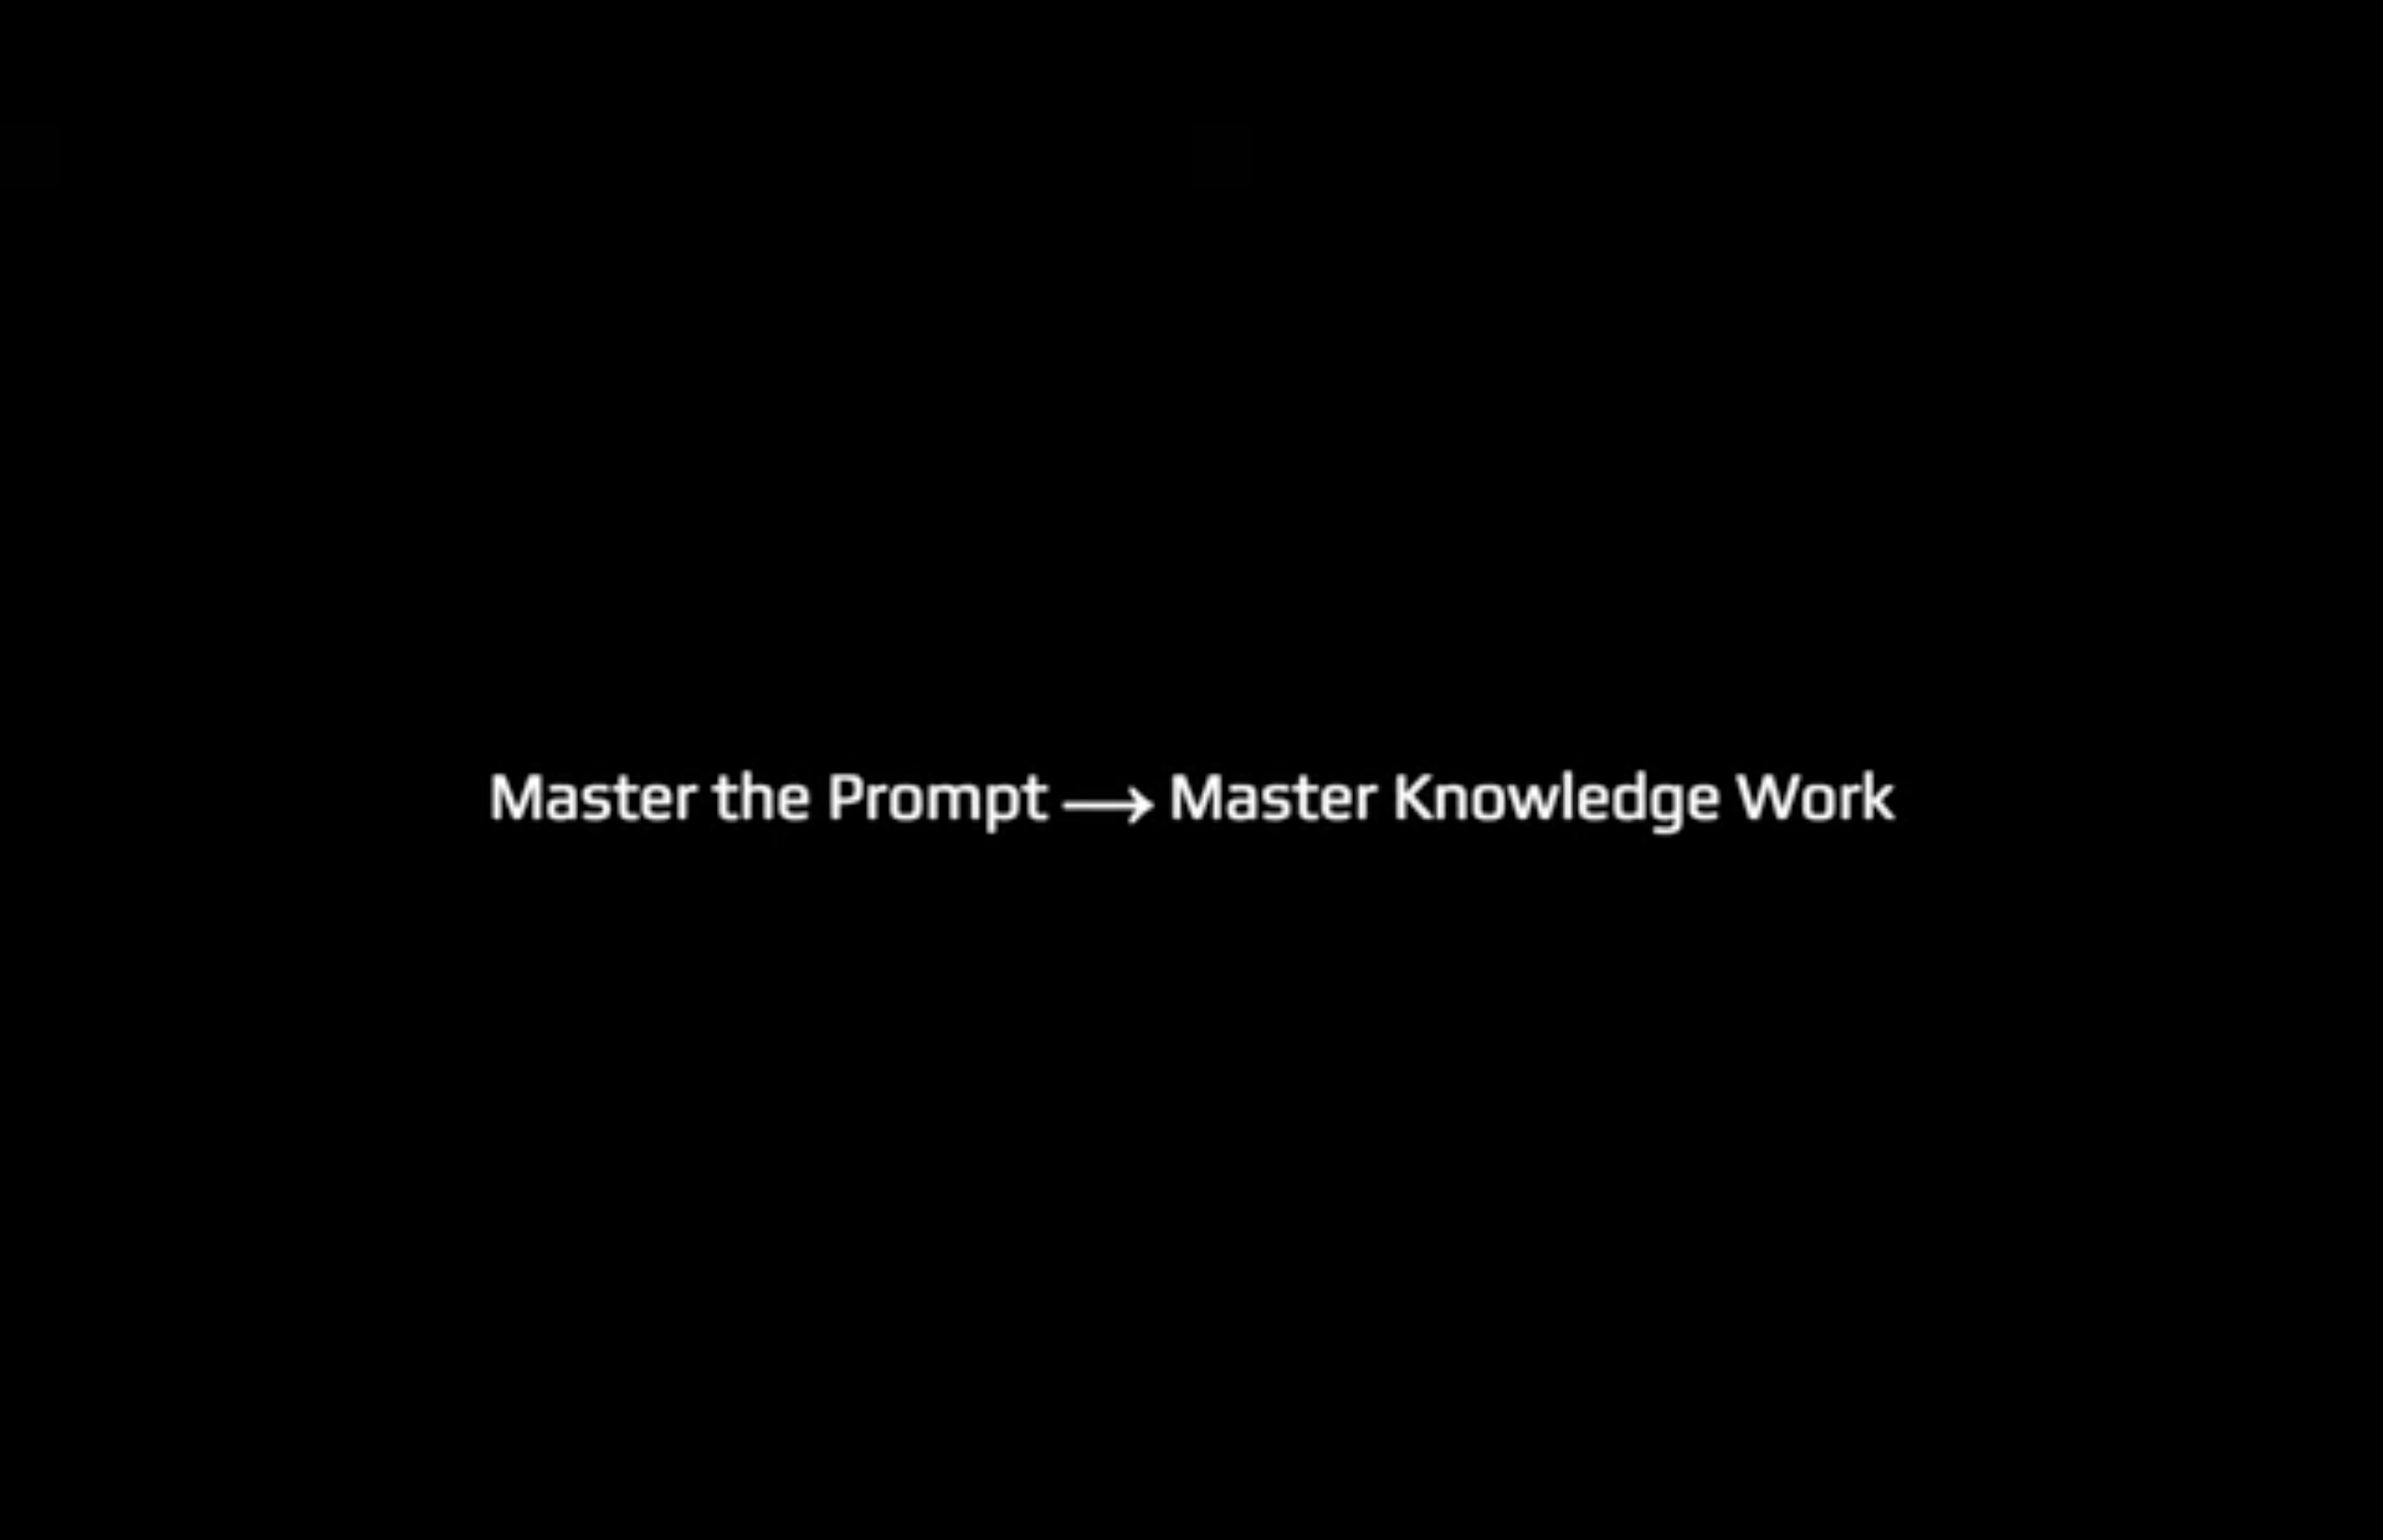 Master the Prompt → Master Knowledge Work